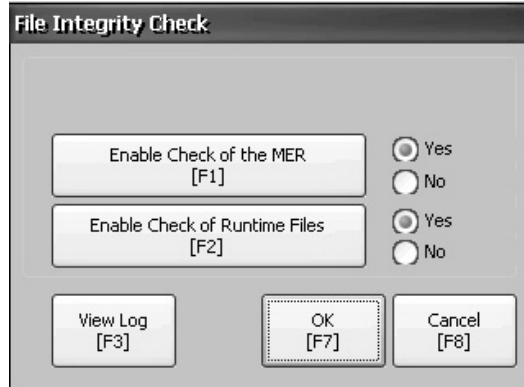 File Integrity Check
Enable Check of the MER
[F1]
Yes
No
Enable Check of Runtime Files
[F2]
Yes
No
View Log
[F3]
OK
[F7]
Cancel
[F8]